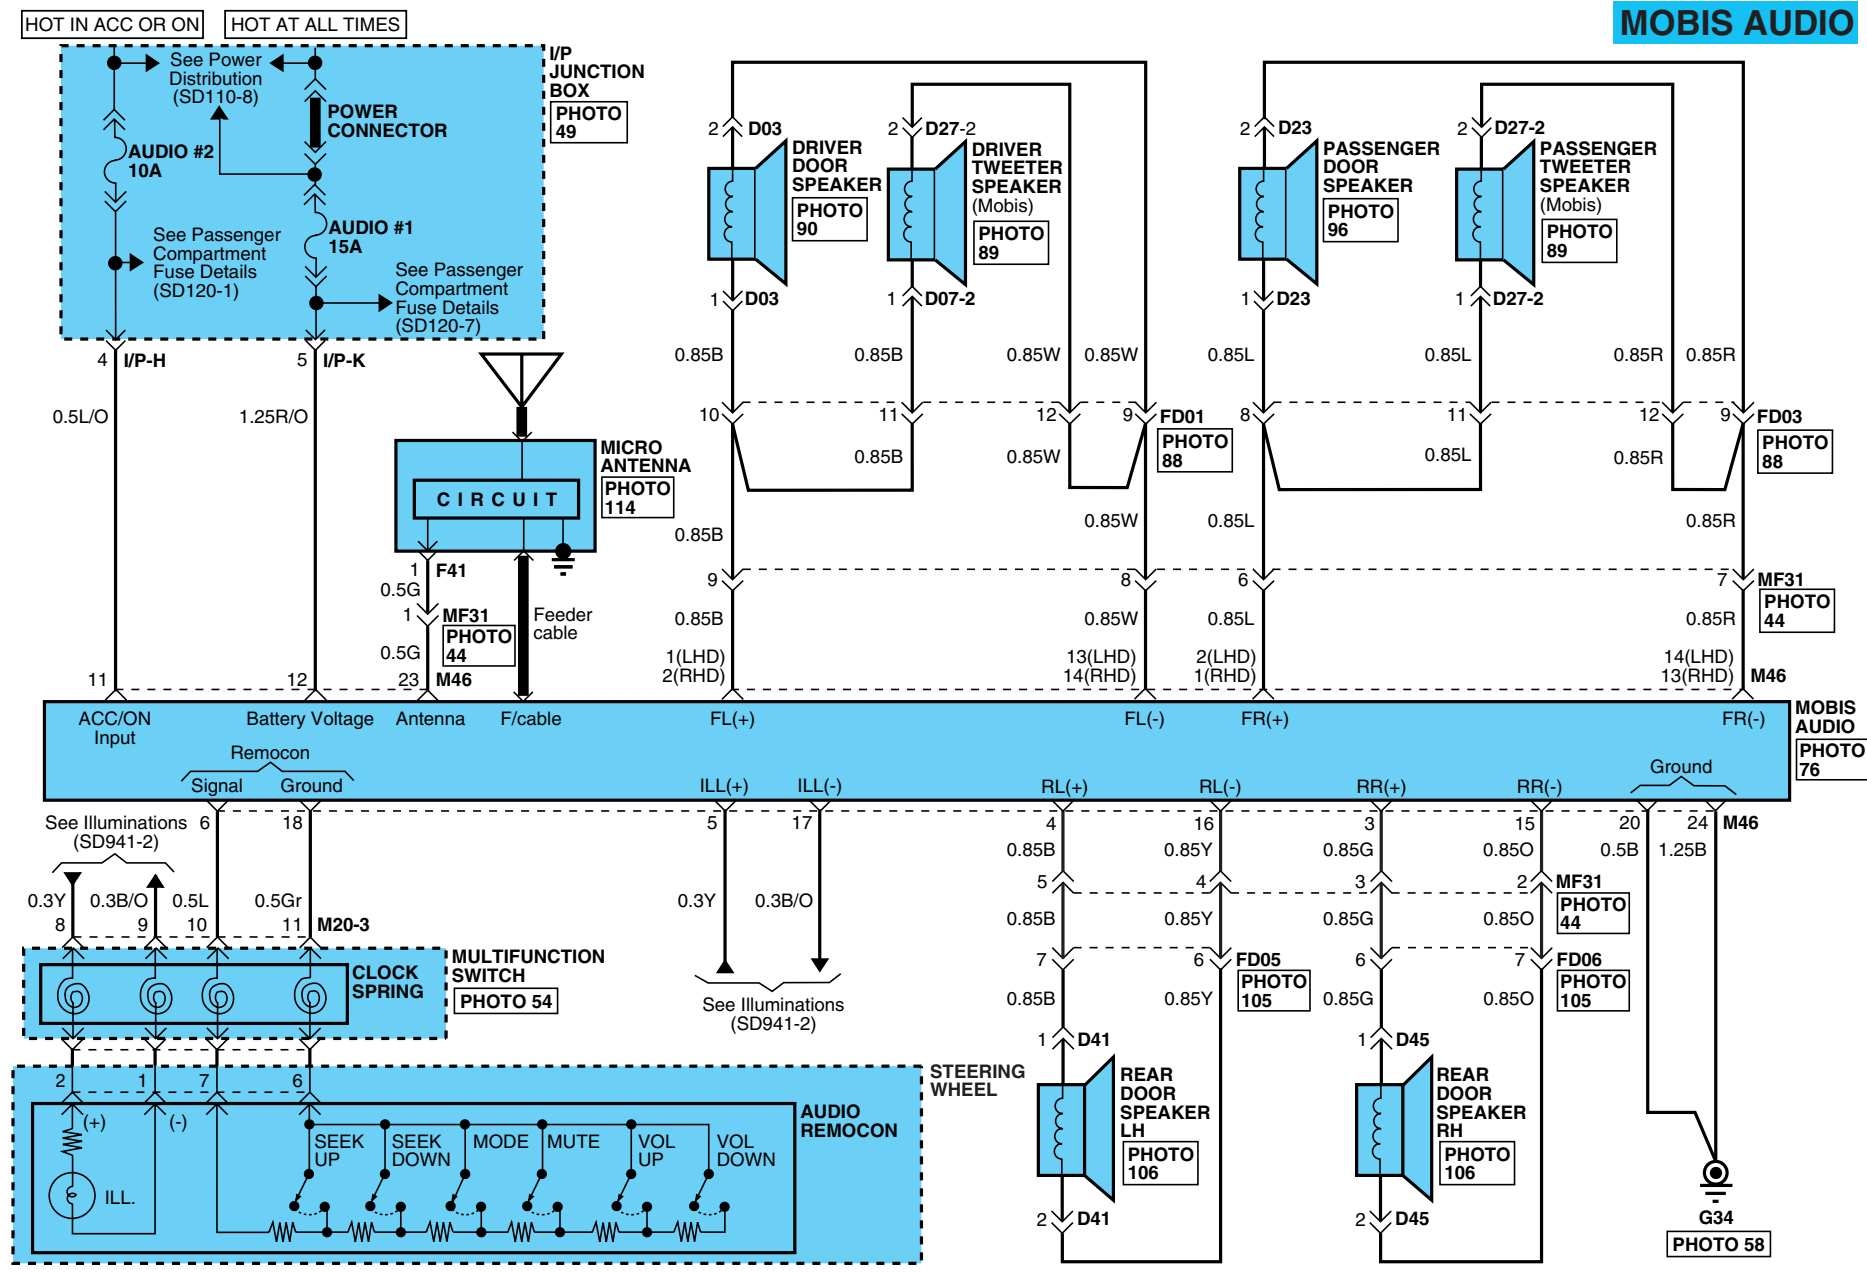 MOBIS AUDIO
HOT IN ACC OR ON
HOT AT ALL TIMES
I/P
JUNCTION
BOX
PHOTO
49
See Power
Distribution
(SD110-8)
POWER
CONNECTOR
AUDIO #2
10A
AUDIO #1
15A
See Passenger
Compartment
Fuse Details
(SD120-1)
See Passenger
Compartment
Fuse Details
(SD120-7)
4 I/P-H
5 I/P-K
0.5L/O
1.25R/O
MICRO
ANTENNA
PHOTO
114
CIRCUIT
1 F41
0.5G
1 MF31
PHOTO
44
0.5G
Feeder
cable
11 12 23 M46
2 D03
DRIVER
DOOR
SPEAKER
PHOTO
90
1 D03
2 D27-2
DRIVER
TWEETER
SPEAKER
(Mobis)
PHOTO
89
1 D07-2
2 D23
PASSENGER
DOOR
SPEAKER
PHOTO
96
1 D23
2 D27-2
PASSENGER
TWEETER
SPEAKER
(Mobis)
PHOTO
89
1 D27-2
0.85B 0.85B 0.85W 0.85W 0.85L 0.85L 0.85R 0.85R
10 11 12 9 FD01
PHOTO
88
8 11 12 9 FD03
PHOTO
88
0.85B 0.85W 0.85L 0.85R
0.85B 0.85W 0.85L 0.85R
9 8 6 7 MF31
PHOTO
44
0.85B 0.85W 0.85L 0.85R
1(LHD) 13(LHD) 2(LHD) 14(LHD)
2(RHD) 14(RHD) 1(RHD) 13(RHD) M46
MOBIS
AUDIO
PHOTO
76
ACC/ON
Input
Battery Voltage Antenna F/cable FL(+) FL(-) FR(+) FR(-)
Remocon
Signal Ground ILL(+) ILL(-) RL(+) RL(-) RR(+) RR(-)
Ground
See Illuminations
(SD941-2)
6 18 5 17 4 16 3 15 20 24 M46
0.85B 0.85Y 0.85G 0.85O 0.5B 1.25B
5 4 3 2 MF31
PHOTO
44
0.3Y 0.3B/O 0.5L 0.5Gr 0.3Y 0.3B/O
0.85B 0.85Y 0.85G 0.85O
8 9 10 11 M20-3
MULTIFUNCTION
SWITCH
PHOTO 54
CLOCK
SPRING
See Illuminations
(SD941-2)
7 6 FD05
PHOTO
105
6 7 FD06
PHOTO
105
0.85B 0.85Y 0.85G 0.85O
1 D41
REAR
DOOR
SPEAKER
LH
PHOTO
106
2 D41
1 D45
REAR
DOOR
SPEAKER
RH
PHOTO
106
2 D45
STEERING
WHEEL
2 1 7 6
(+) (-)
AUDIO
REMOCON
SEEK
UP
SEEK
DOWN
MODE
MUTE
VOL
UP
VOL
DOWN
ILL.
G34
PHOTO 58